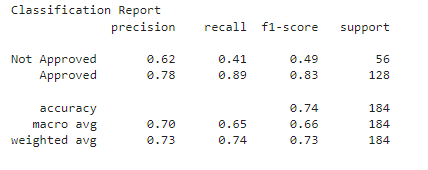 Classification Report
precision recall f1-score support
Not Approved 0.62 0.41 0.49 56
Approved 0.78 0.89 0.83 128
accuracy 0.74 184
macro avg 0.70 0.65 0.66 184
weighted avg 0.73 0.74 0.73 184